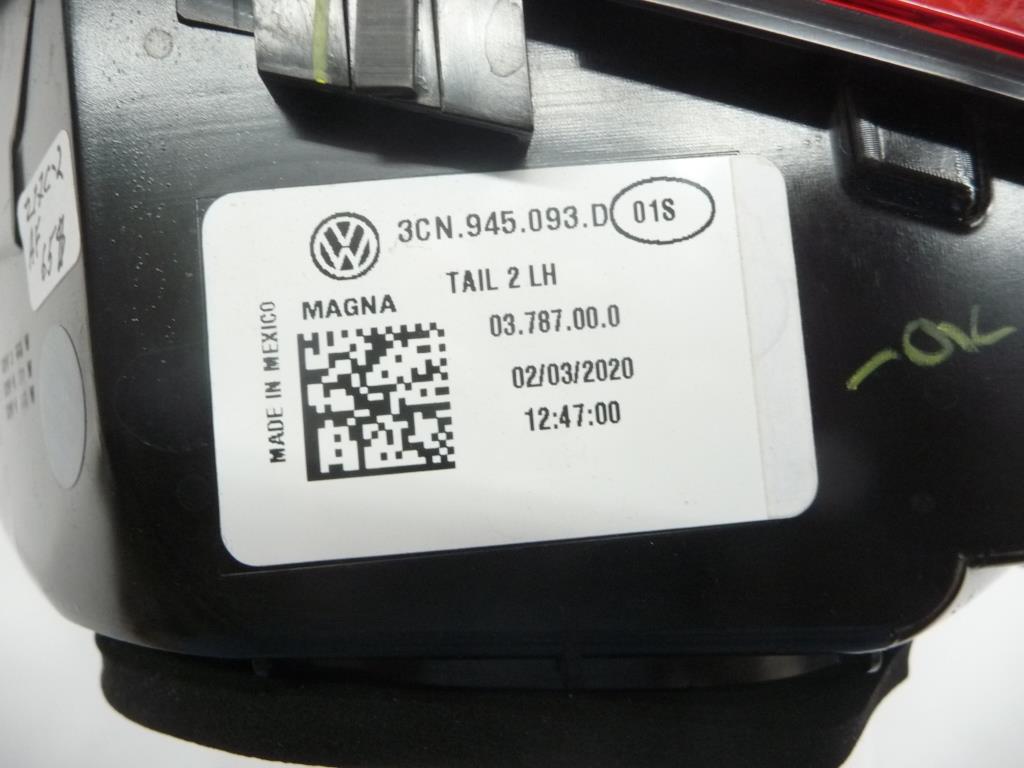 3CN.945.093.D 01S
TAIL 2 LH
MAGNA
03.787.00.0
02/03/2020
12:47:00
MADE IN MEXICO
-OK